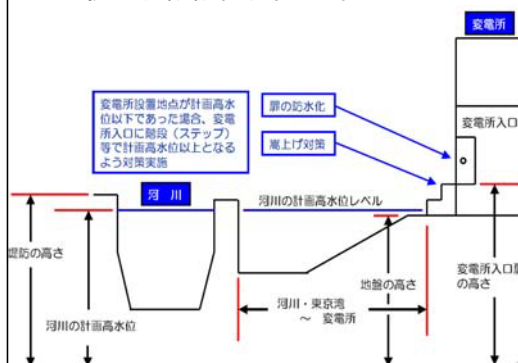 変電所
変電所設置地点が計画高水
位以下であった場合、変電
所入口に階段（ステップ）
等で計画高水位以上となる
よう対策実施
扉の防水化
嵩上げ対策
変電所入口
河川
河川の計画高水位レベル
堤防の高さ
地盤の高さ
変電所入口
の高さ
河川の計画高水位
河川・東京湾
～ 変電所